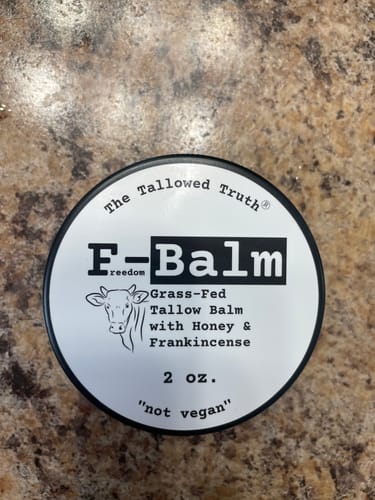 The Tallowed Truth®
Freedom-Balm
Grass-Fed
Tallow Balm
with Honey &
Frankincense
2 oz.
"not vegan"